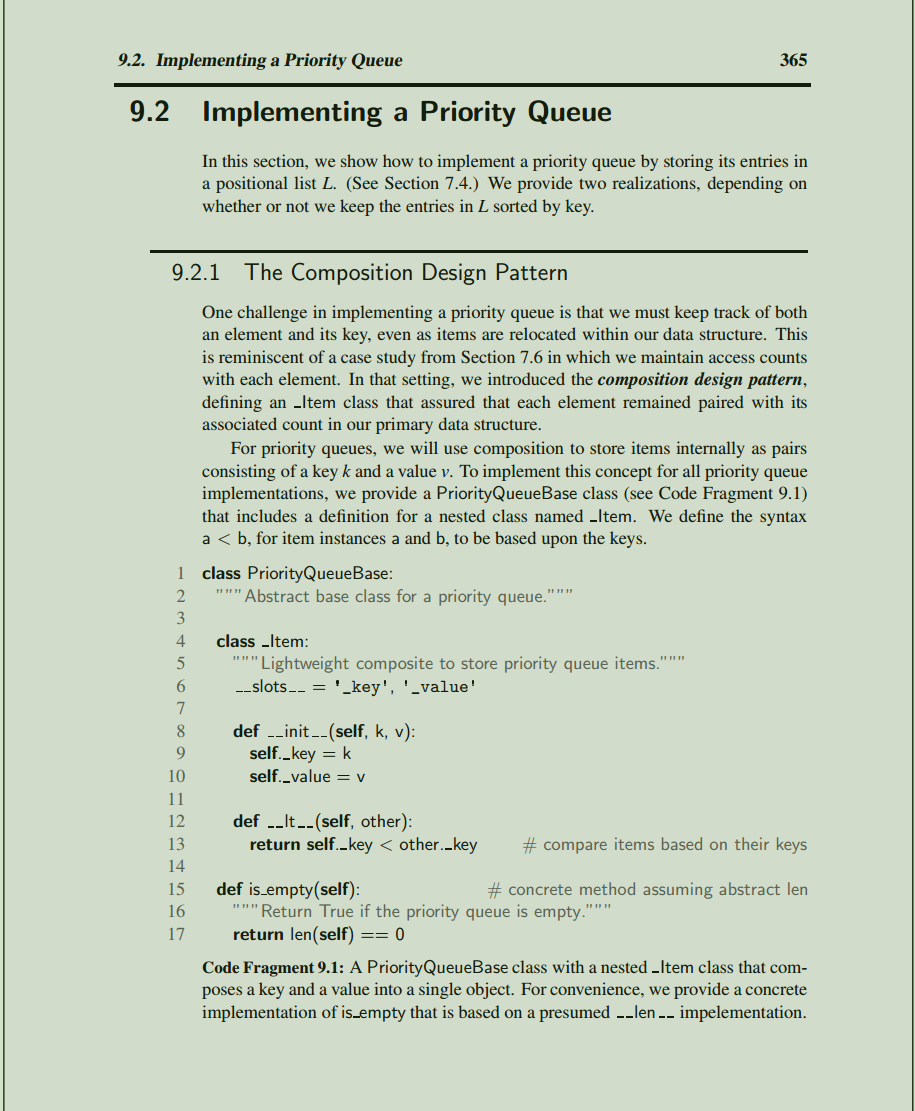 9.2. Implementing a Priority Queue 365
9.2 Implementing a Priority Queue
In this section, we show how to implement a priority queue by storing its entries in
a positional list L. (See Section 7.4.) We provide two realizations, depending on
whether or not we keep the entries in L sorted by key.
9.2.1 The Composition Design Pattern
One challenge in implementing a priority queue is that we must keep track of both
an element and its key, even as items are relocated within our data structure. This
is reminiscent of a case study from Section 7.6 in which we maintain access counts
with each element. In that setting, we introduced the composition design pattern,
defining an _Item class that assured that each element remained paired with its
associated count in our primary data structure.
For priority queues, we will use composition to store items internally as pairs
consisting of a key k and a value v. To implement this concept for all priority queue
implementations, we provide a PriorityQueueBase class (see Code Fragment 9.1)
that includes a definition for a nested class named _Item. We define the syntax
a < b, for item instances a and b, to be based upon the keys.
1 class PriorityQueueBase:
2 """Abstract base class for a priority queue."""
3
4 class _Item:
5 """Lightweight composite to store priority queue items."""
6 __slots__ = '_key', '_value'
7
8 def __init__(self, k, v):
9 self._key = k
10 self._value = v
11
12 def __lt__(self, other):
13 return self._key < other._key # compare items based on their keys
14
15 def is_empty(self): # concrete method assuming abstract len
16 """Return True if the priority queue is empty."""
17 return len(self) == 0
Code Fragment 9.1: A PriorityQueueBase class with a nested _Item class that com-
poses a key and a value into a single object. For convenience, we provide a concrete
implementation of is_empty that is based on a presumed __len__ impelementation.